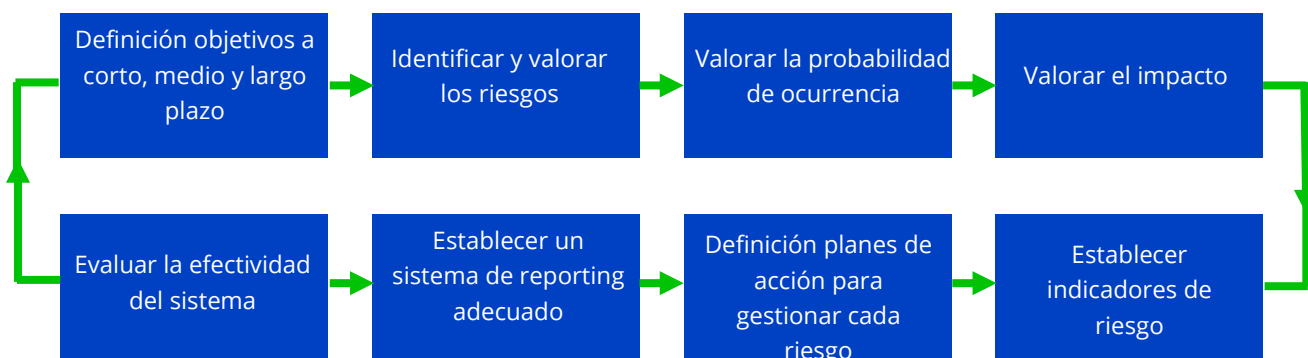 Definición objetivos a
corto, medio y largo
plazo
Identificar y valorar
los riesgos
Valorar la probabilidad
de ocurrencia
Valorar el impacto
Evaluar la efectividad
del sistema
Establecer un
sistema de reporting
adecuado
Definición planes de
acción para
gestionar cada
riesgo
Establecer
indicadores de
riesgo